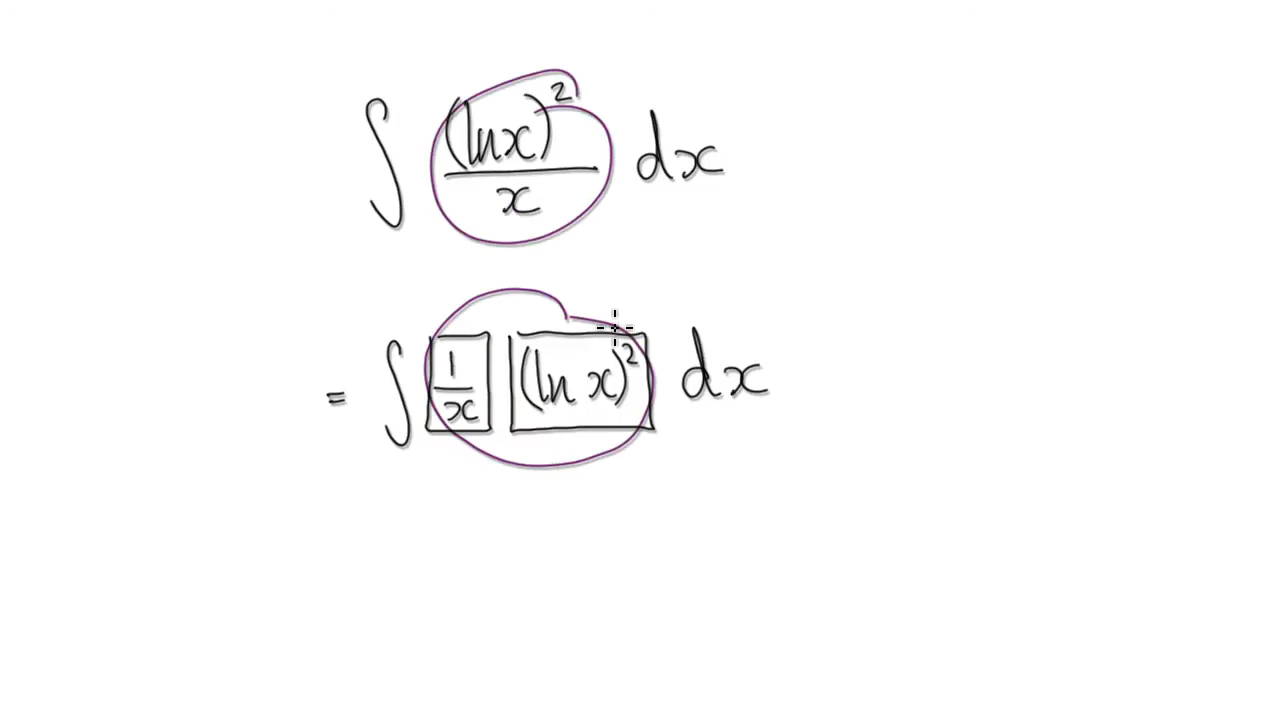 ∫ (ln x)² / x dx
= ∫ 1/x (ln x)² dx